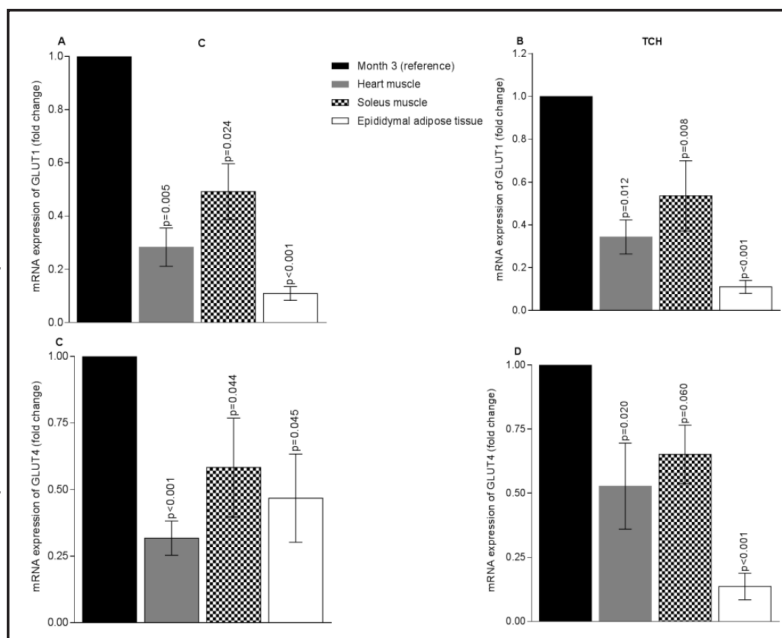 A
C
mRNA expression of GLUT1 (fold change)
1.0
0.8
0.6
0.4
0.2
0.0
p=0.005
p=0.024
p<0.001
Month 3 (reference)
Heart muscle
Soleus muscle
Epididymal adipose tissue
B
TCH
mRNA expression of GLUT1 (fold change)
1.2
1.0
0.8
0.6
0.4
0.2
0.0
p=0.012
p=0.008
p<0.001
C
mRNA expression of GLUT4 (fold change)
1.00
0.75
0.50
0.25
0.00
p<0.001
p=0.044
p=0.045
D
mRNA expression of GLUT4 (fold change)
1.00
0.75
0.50
0.25
0.00
p=0.020
p=0.060
p<0.001